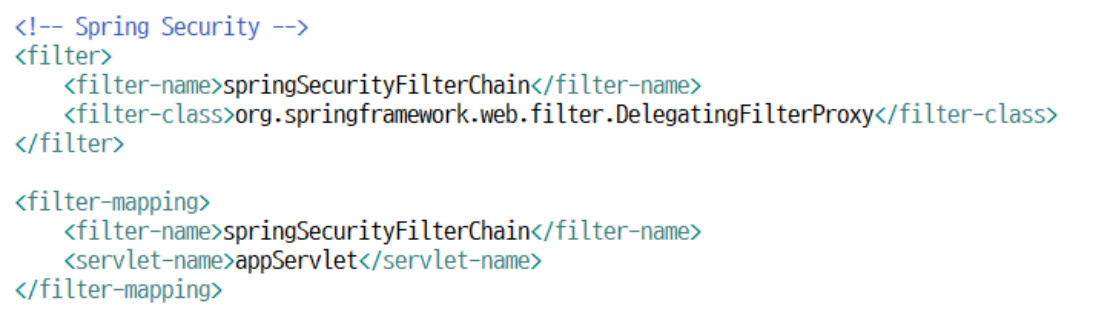 <!-- Spring Security -->
<filter>
    <filter-name>springSecurityFilterChain</filter-name>
    <filter-class>org.springframework.web.filter.DelegatingFilterProxy</filter-class>
</filter>

<filter-mapping>
    <filter-name>springSecurityFilterChain</filter-name>
    <servlet-name>appServlet</servlet-name>
</filter-mapping>